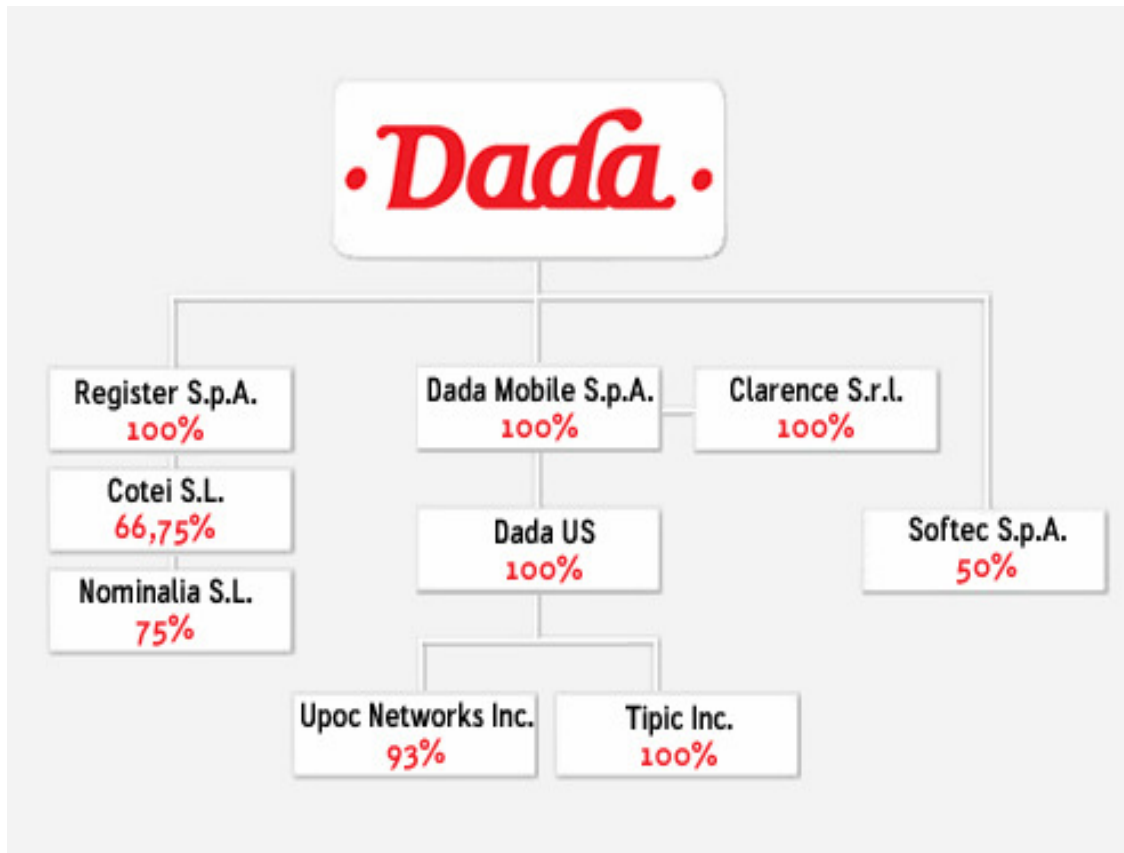 Dada
Register S.p.A.
100%
Cotei S.L.
66,75%
Nominalia S.L.
75%
Dada Mobile S.p.A.
100%
Clarence S.r.l.
100%
Dada US
100%
Softec S.p.A.
50%
Upoc Networks Inc.
93%
Tipic Inc.
100%